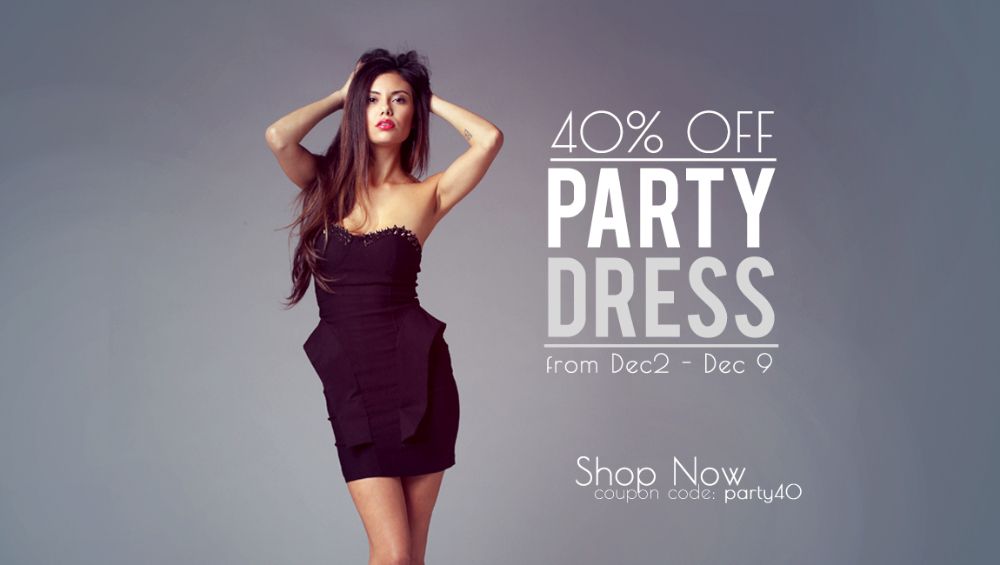 40% OFF
PARTY
DRESS
from Dec2 - Dec 9
Shop Now
coupon code: party40